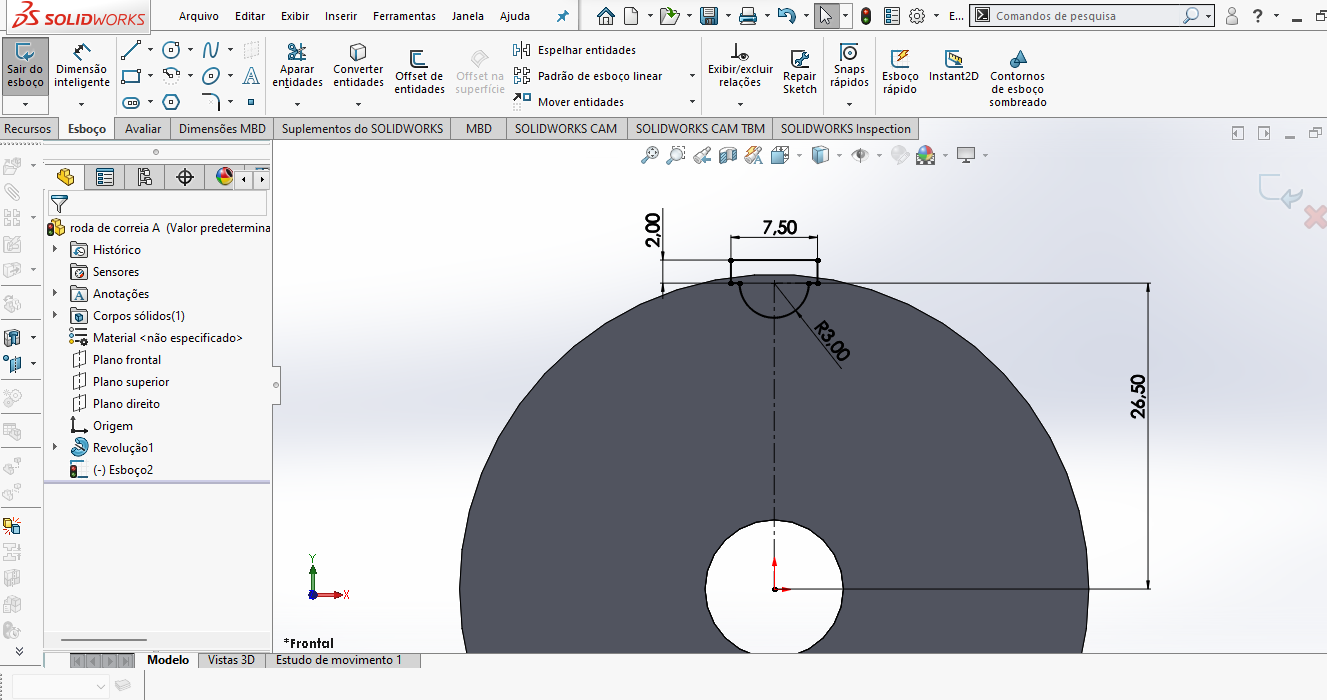 SOLIDWORKS
Arquivo Editar Exibir Inserir Ferramentas Janela Ajuda
E...
Comandos de pesquisa
?
Sair do esboço
Dimensão inteligente
Aparar entidades
Converter entidades
Offset de entidades
Offset na superfície
Espelhar entidades
Padrão de esboço linear
Mover entidades
Exibir/excluir relações
Repair Sketch
Snaps rápidos
Esboço rápido
Instant2D
Contornos de esboço sombreado
Recursos Esboço Avaliar Dimensões MBD Suplementos do SOLIDWORKS MBD SOLIDWORKS CAM SOLIDWORKS CAM TBM SOLIDWORKS Inspection
roda de correia A (Valor predetermina
Histórico
Sensores
Anotações
Corpos sólidos(1)
Material <não especificado>
Plano frontal
Plano superior
Plano direito
Origem
Revolução1
(-) Esboço2
2,00
7,50
R3,00
26,50
Y
X
*Frontal
Modelo Vistas 3D Estudo de movimento 1